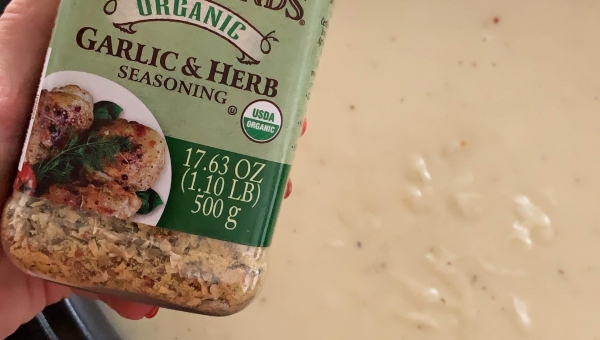 ORGANIC
GARLIC & HERB
SEASONING
USDA
ORGANIC
17.63 OZ
(1.10 LB)
500 g